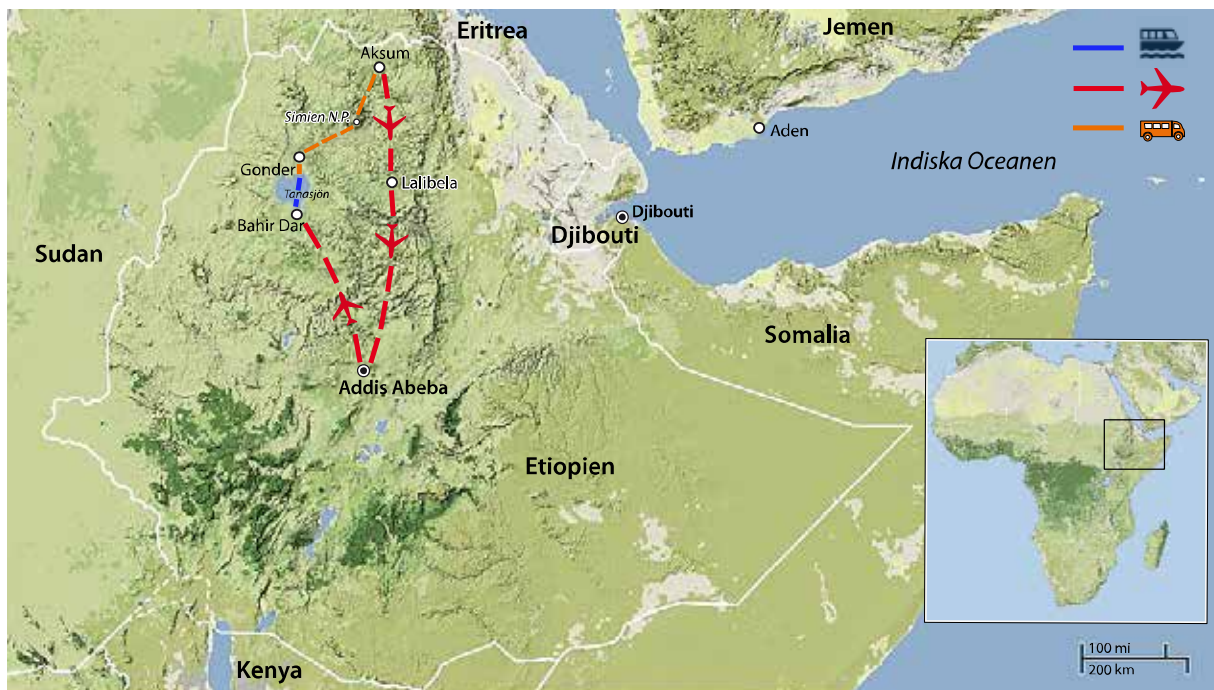 Eritrea
Jemen
Aksum
Simien N.P.
Aden
Indiska Oceanen
Gonder
Lalibela
Tanasjön
Bahir Dar
Djibouti
Djibouti
Sudan
Somalia
Addis Abeba
Etiopien
Kenya
100 mi
200 km